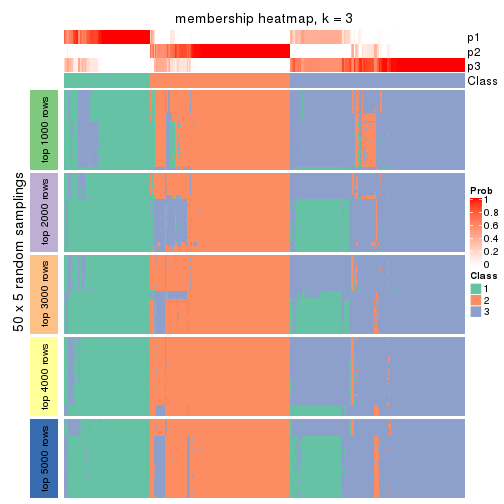 membership heatmap, k = 3
p1
p2
p3
Class
50 x 5 random samplings
top 1000 rows
top 2000 rows
top 3000 rows
top 4000 rows
top 5000 rows
Prob
1
0.8
0.6
0.4
0.2
0
Class
1
2
3